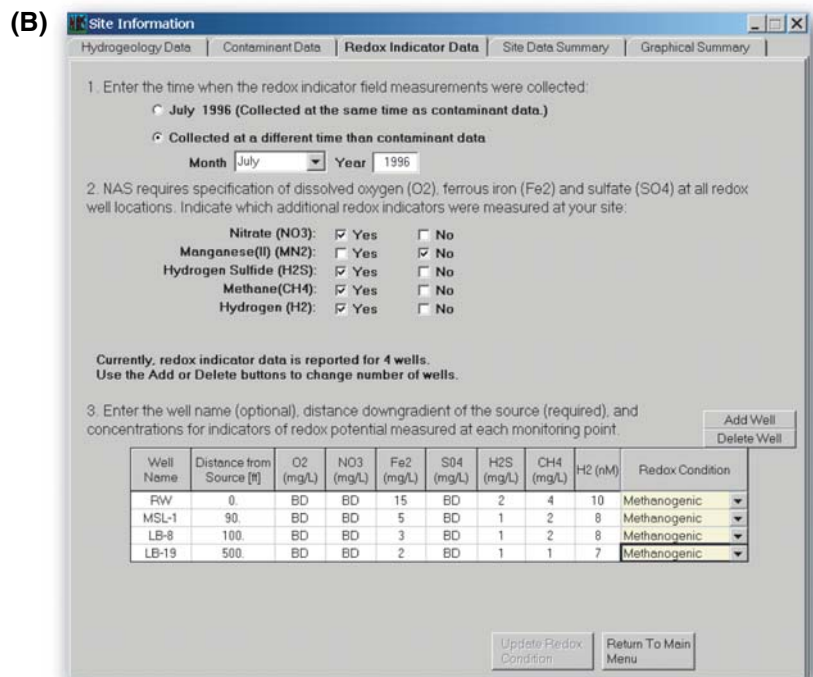 (B)
Site Information
Hydrogeology Data Contaminant Data Redox Indicator Data Site Data Summary Graphical Summary
1. Enter the time when the redox indicator field measurements were collected:
July 1996 (Collected at the same time as contaminant data.)
Collected at a different time than contaminant data
Month July Year 1996
2. NAS requires specification of dissolved oxygen (O2), ferrous iron (Fe2) and sulfate (SO4) at all redox
well locations. Indicate which additional redox indicators were measured at your site:
Nitrate (NO3): Yes No
Manganese(II) (MN2): Yes No
Hydrogen Sulfide (H2S): Yes No
Methane(CH4): Yes No
Hydrogen (H2): Yes No
Currently, redox indicator data is reported for 4 wells.
Use the Add or Delete buttons to change number of wells.
3. Enter the well name (optional), distance downgradient of the source (required), and
concentrations for indicators of redox potential measured at each monitoring point.
Add Well
Delete Well
Well Name Distance from Source [ft] O2 (mg/L) NO3 (mg/L) Fe2 (mg/L) S04 (mg/L) H2S (mg/L) CH4 (mg/L) H2 (nM) Redox Condition
RW 0. BD BD 15 BD 2 4 10 Methanogenic
MSL-1 90. BD BD 5 BD 1 2 8 Methanogenic
LB-8 100. BD BD 3 BD 1 2 8 Methanogenic
LB-19 500. BD BD 2 BD 1 1 7 Methanogenic
Update Redox Condition
Return To Main Menu